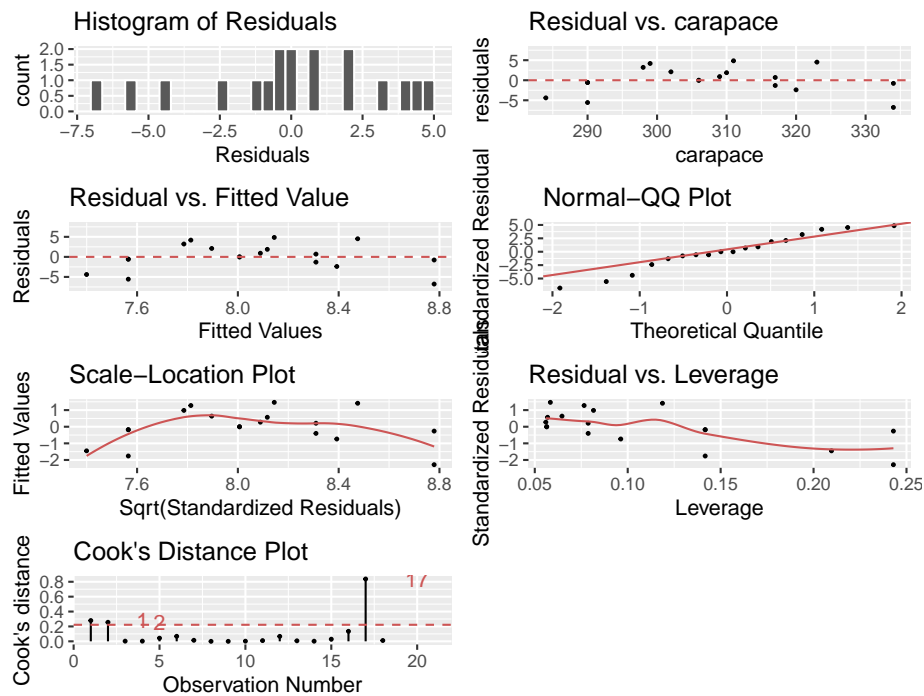 Histogram of Residuals
count
2.0
1.5
1.0
0.5
0.0
−7.5 −5.0 −2.5 0.0 2.5 5.0
Residuals
Residual vs. carapace
residuals
5
0
−5
290 300 310 320 330
carapace
Residual vs. Fitted Value
Residuals
5
0
−5
7.6 8.0 8.4 8.8
Fitted Values
Normal−QQ Plot
Standardized Residual
5.0
2.5
0.0
−2.5
−5.0
−2 −1 0 1 2
Theoretical Quantile
Scale−Location Plot
Fitted Values
1
0
−1
−2
7.6 8.0 8.4 8.8
Sqrt(Standardized Residuals)
Residual vs. Leverage
Standardized Residuals
1
0
−1
−2
0.05 0.10 0.15 0.20 0.25
Leverage
Cook's Distance Plot
Cook's distance
0.8
0.6
0.4
0.2
0.0
17
1 2
0 5 10 15 20
Observation Number